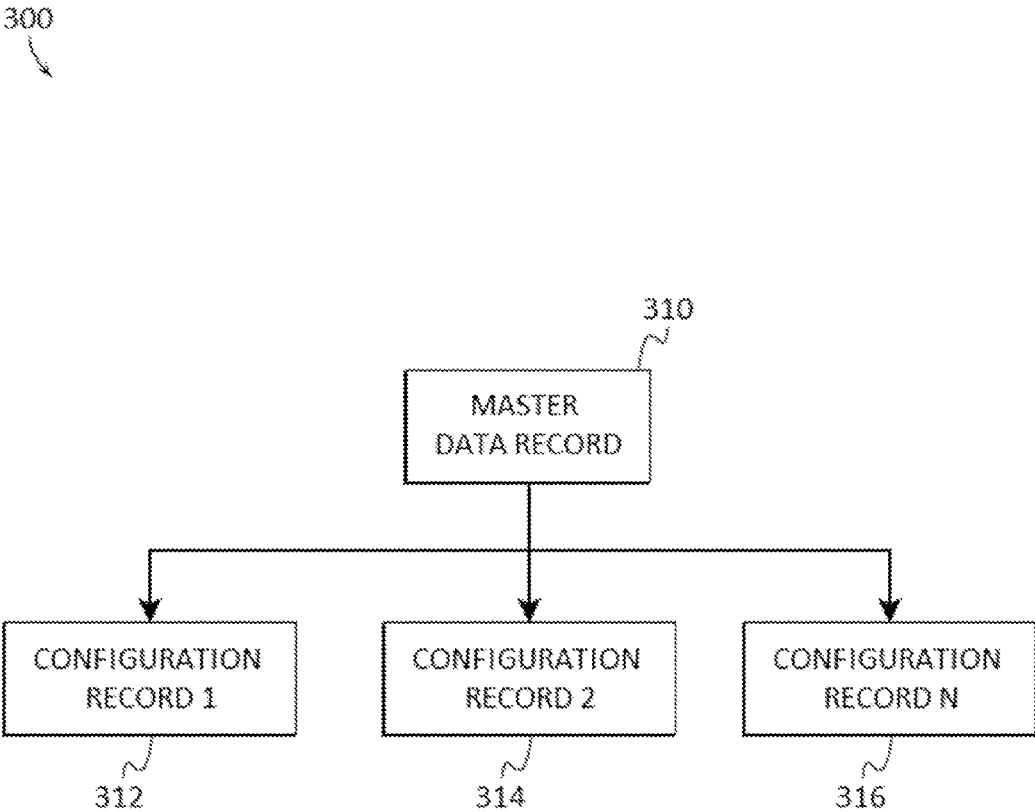 300
310
MASTER
DATA RECORD
CONFIGURATION
RECORD 1
CONFIGURATION
RECORD 2
CONFIGURATION
RECORD N
312
314
316